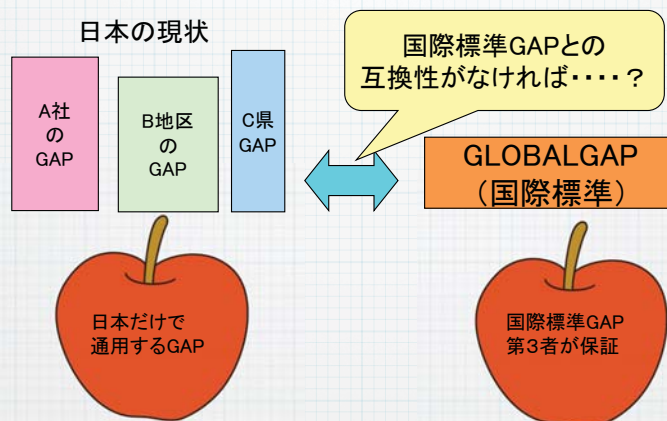 日本の現状
国際標準GAPとの
互換性がなければ・・・・?
A社
の
GAP
B地区
の
GAP
C県
GAP
GLOBALGAP
(国際標準)
日本だけで
通用するGAP
国際標準GAP
第3者が保証